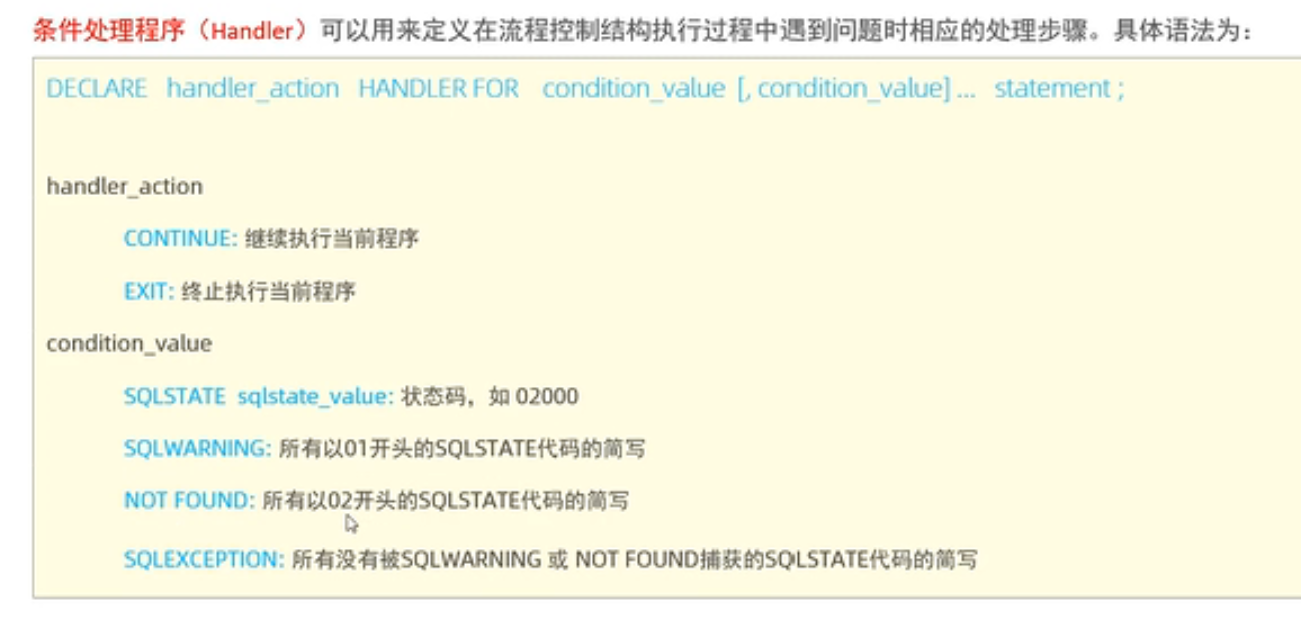 条件处理程序（Handler）可以用来定义在流程控制结构执行过程中遇到问题时相应的处理步骤。具体语法为：
DECLARE handler_action HANDLER FOR condition_value [, condition_value] ... statement ;
handler_action
CONTINUE: 继续执行当前程序
EXIT: 终止执行当前程序
condition_value
SQLSTATE sqlstate_value: 状态码，如 02000
SQLWARNING: 所有以01开头的SQLSTATE代码的简写
NOT FOUND: 所有以02开头的SQLSTATE代码的简写
SQLEXCEPTION: 所有没有被SQLWARNING 或 NOT FOUND捕获的SQLSTATE代码的简写